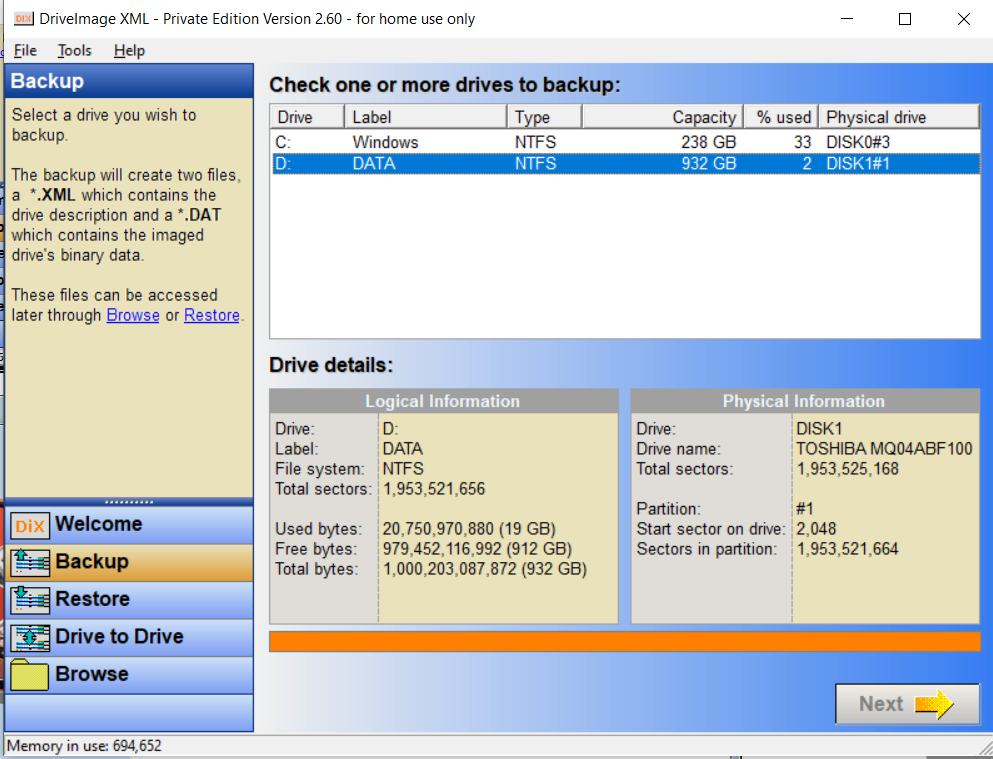 DiX DriveImage XML - Private Edition Version 2.60 - for home use only
File Tools Help
Backup
Select a drive you wish to
backup.
The backup will create two files,
a *.XML which contains the
drive description and a *.DAT
which contains the imaged
drive's binary data.
These files can be accessed
later through Browse or Restore.
DiX Welcome
Backup
Restore
Drive to Drive
Browse
Check one or more drives to backup:
Drive Label Type Capacity % used Physical drive
C: Windows NTFS 238 GB 33 DISK0#3
D: DATA NTFS 932 GB 2 DISK1#1
Drive details:
Logical Information
Drive: D:
Label: DATA
File system: NTFS
Total sectors: 1,953,521,656
Used bytes: 20,750,970,880 (19 GB)
Free bytes: 979,452,116,992 (912 GB)
Total bytes: 1,000,203,087,872 (932 GB)
Physical Information
Drive: DISK1
Drive name: TOSHIBA MQ04ABF100
Total sectors: 1,953,525,168
Partition: #1
Start sector on drive: 2,048
Sectors in partition: 1,953,521,664
Next
Memory in use: 694,652